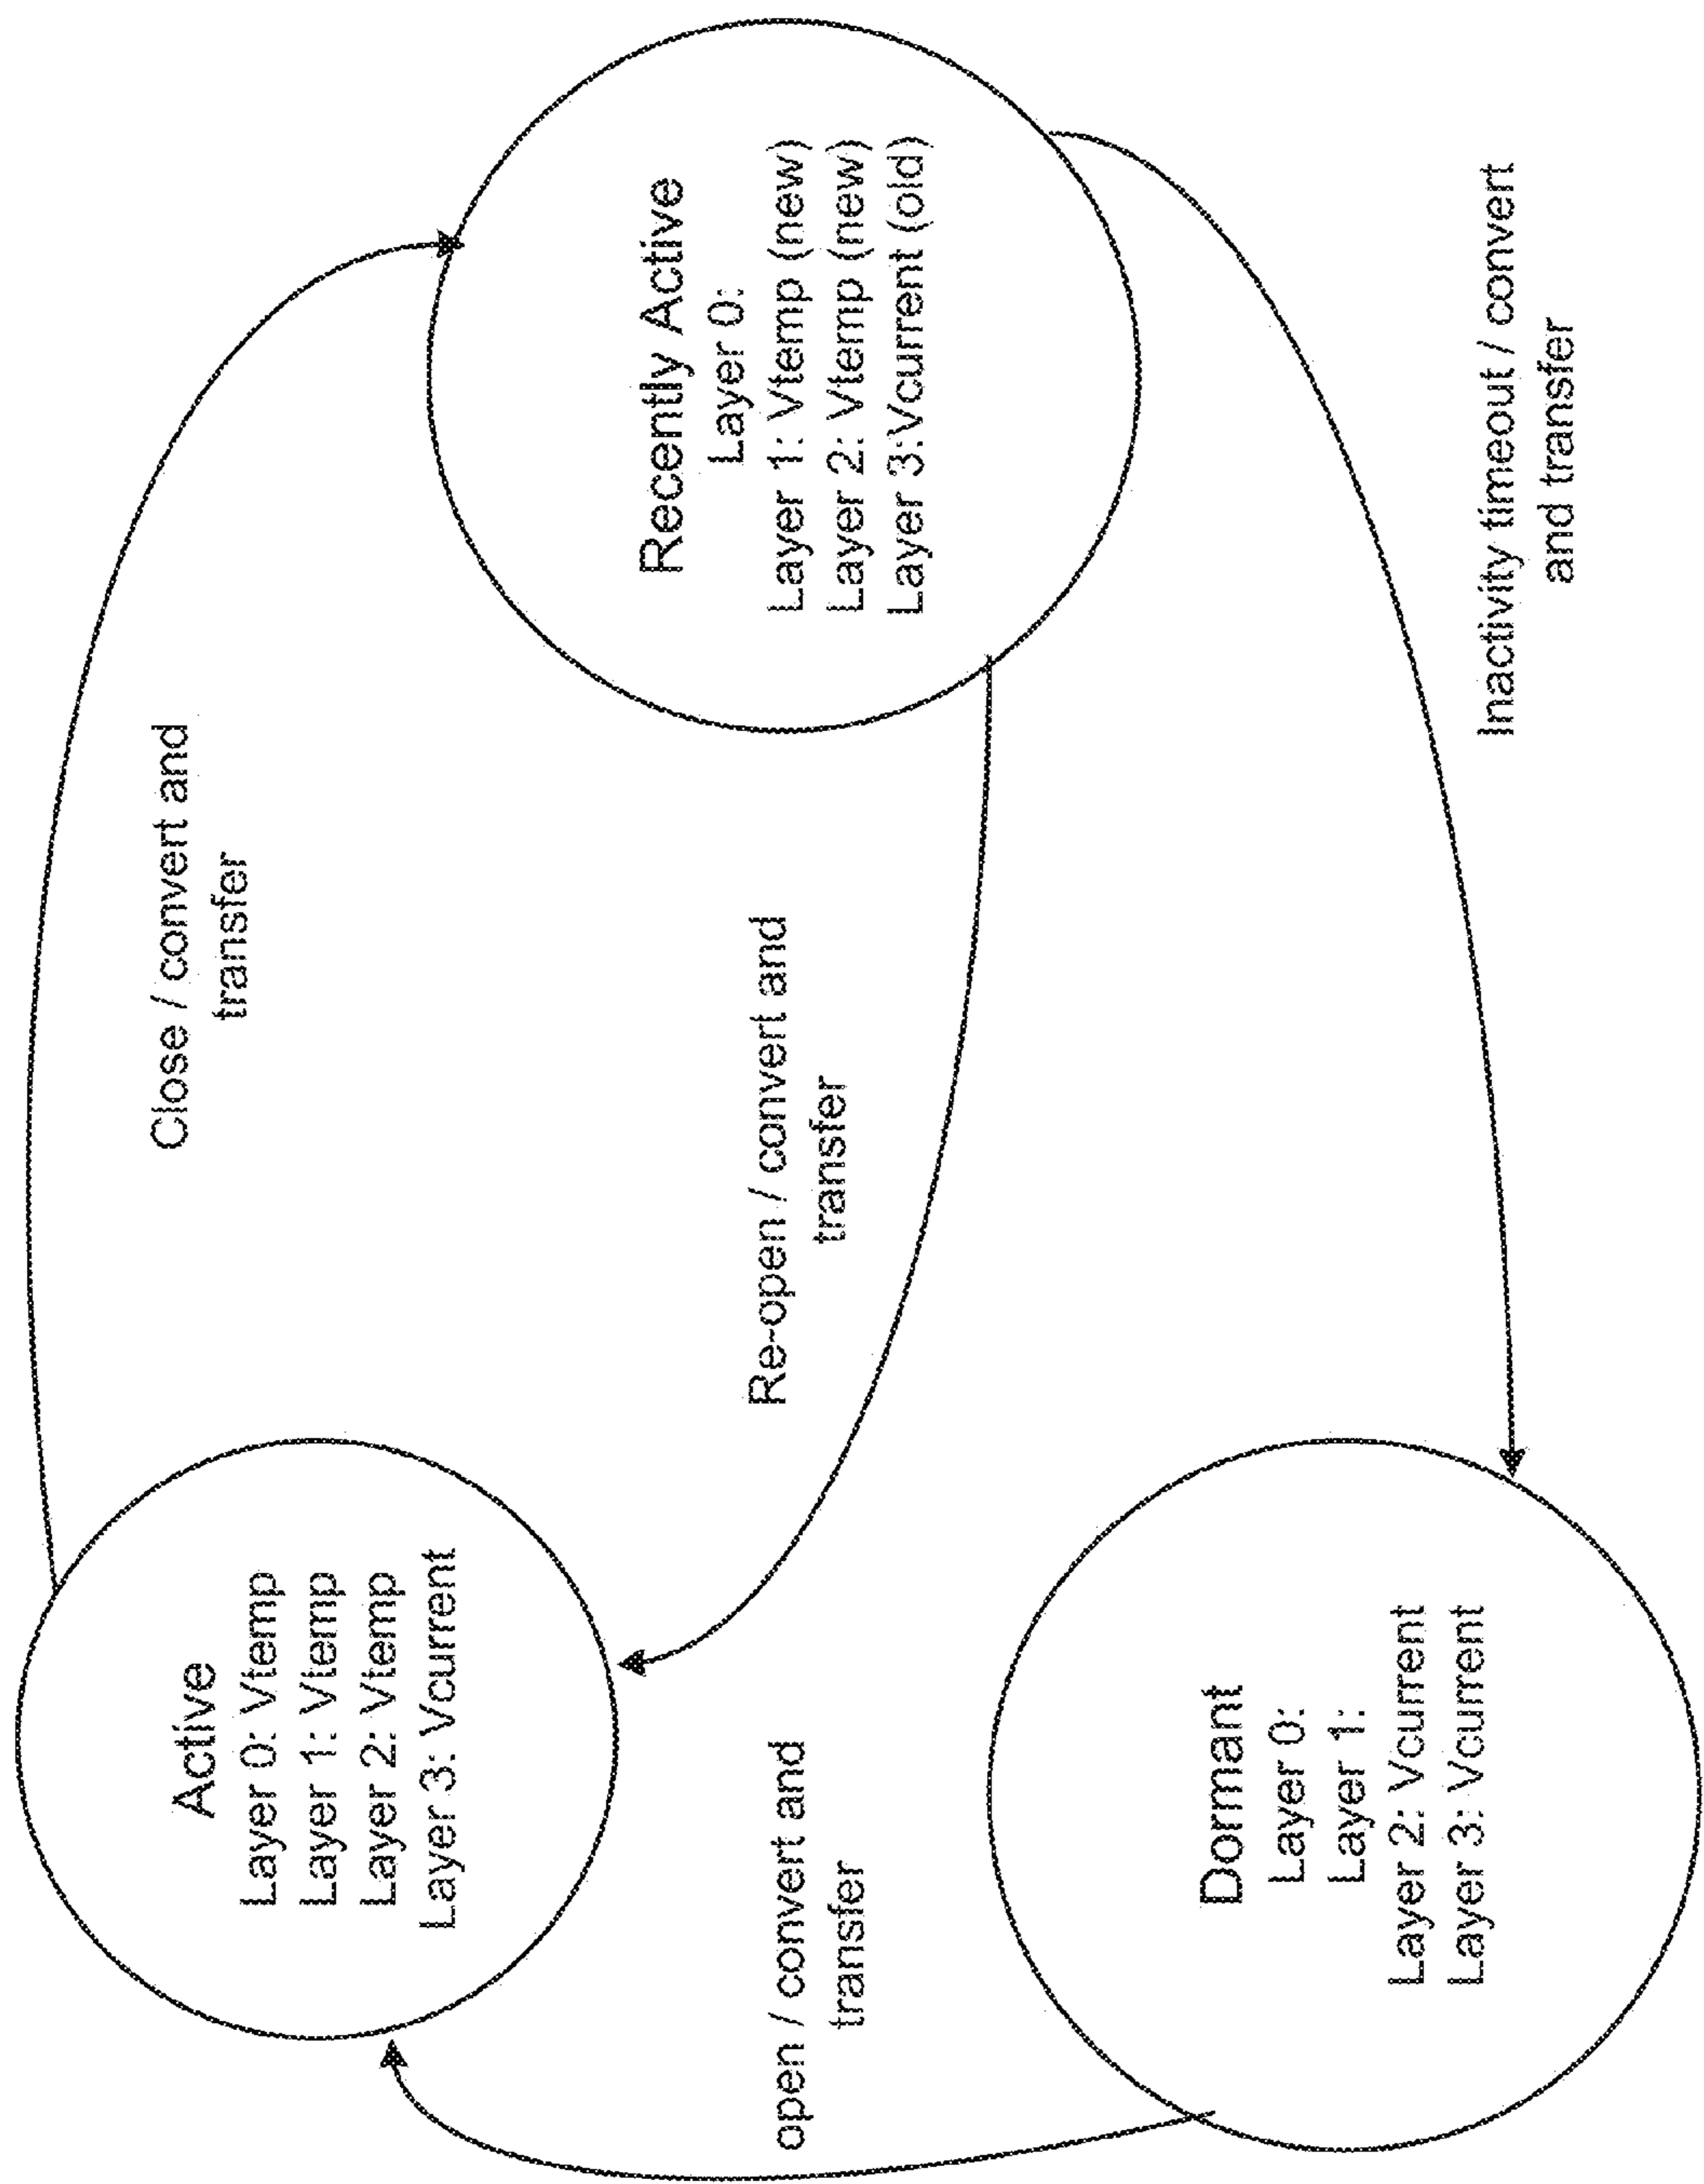 Close / convert and
transfer
Active
Layer 0: Vtemp
Layer 1: Vtemp
Layer 2: Vtemp
Layer 3: Vcurrent
Recently Active
Layer 0:
Layer 1: Vtemp (new)
Layer 2: Vtemp (new)
Layer 3:Vcurrent (old)
Re-open / convert and
transfer
open / convert and
transfer
Dormant
Layer 0:
Layer 1:
Layer 2: Vcurrent
Layer 3: Vcurrent
Inactivity timeout / convert
and transfer